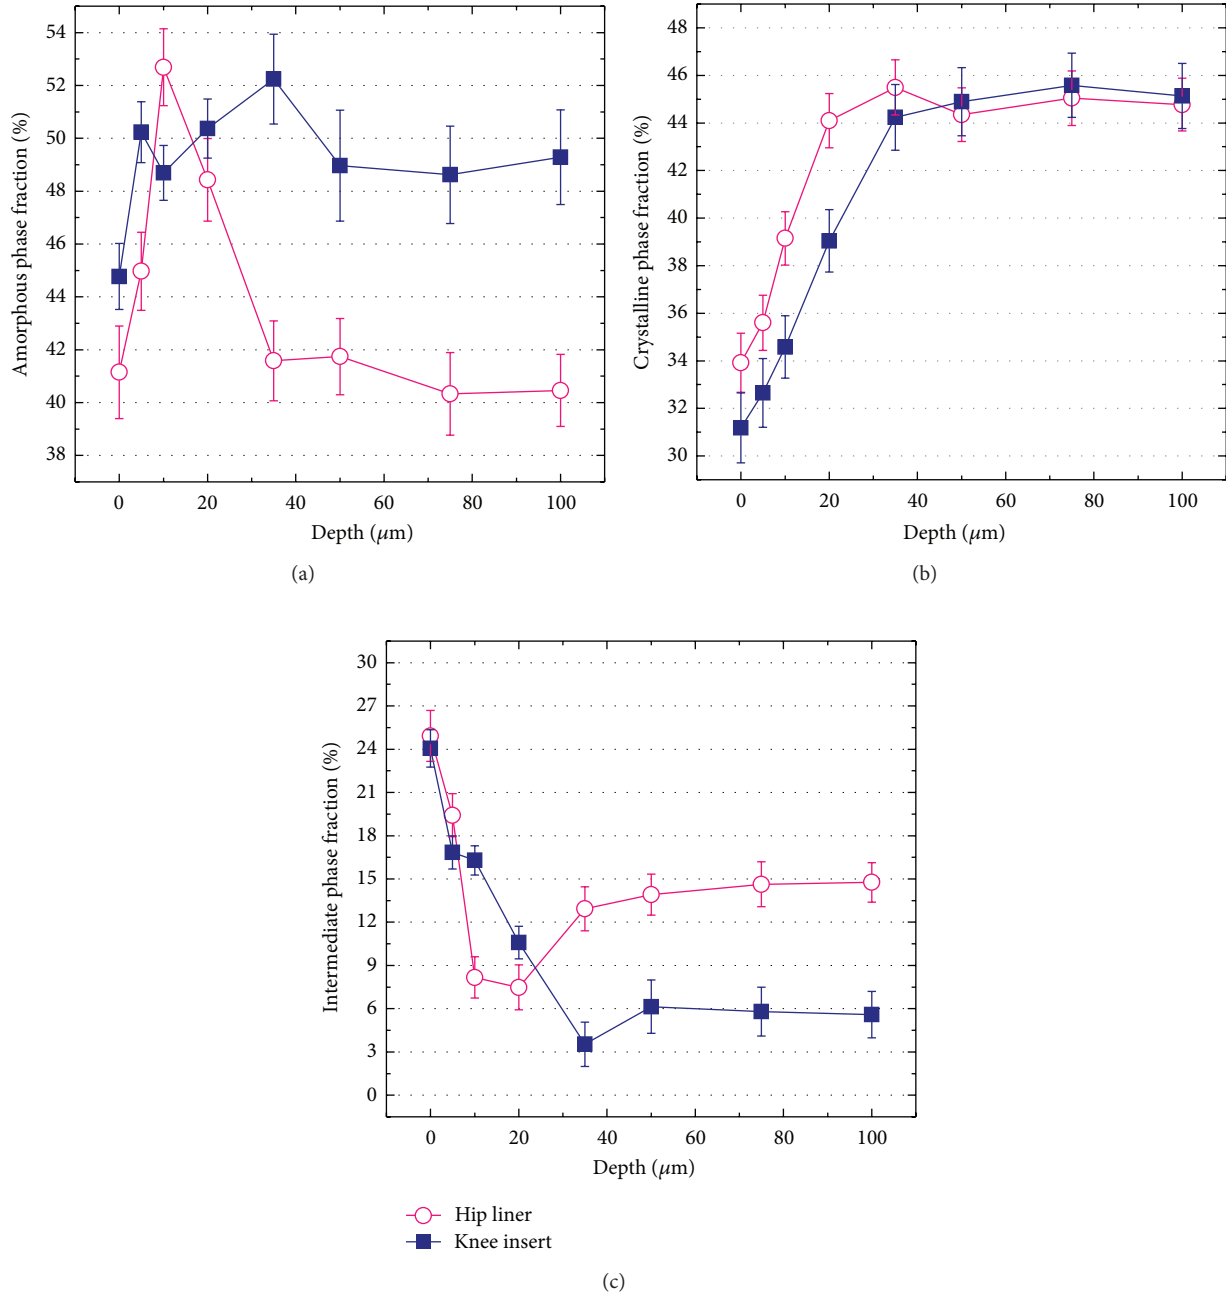 54
52
50
48
46
44
42
40
38
Amorphous phase fraction (%)
0 20 40 60 80 100
Depth (μm)
(a)
48
46
44
42
40
39
36
34
32
30
Crystalline phase fraction (%)
0 20 40 60 80 100
Depth (μm)
(b)
30
27
24
21
18
15
12
9
6
3
0
Intermediate phase fraction (%)
0 20 40 60 80 100
Depth (μm)
Hip liner
Knee insert
(c)